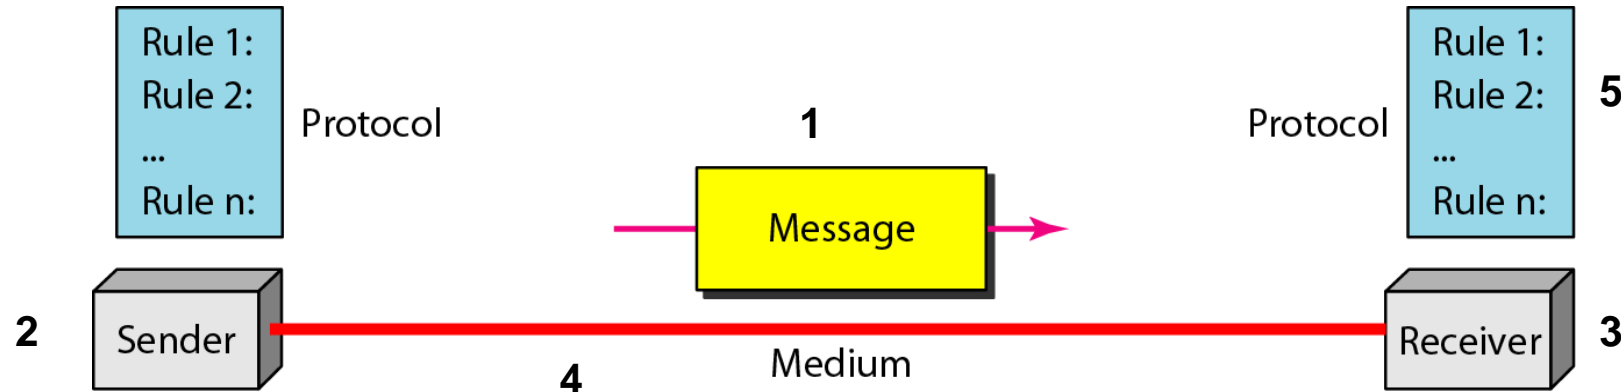 Rule 1:
Rule 2:
...
Rule n:
Protocol
1
Message
Protocol
Rule 1:
Rule 2:
...
Rule n:
5
2
Sender
4
Medium
Receiver
3